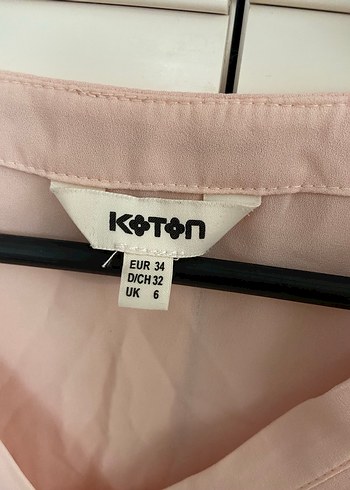 KOTON
EUR 34
D/CH 32
UK 6